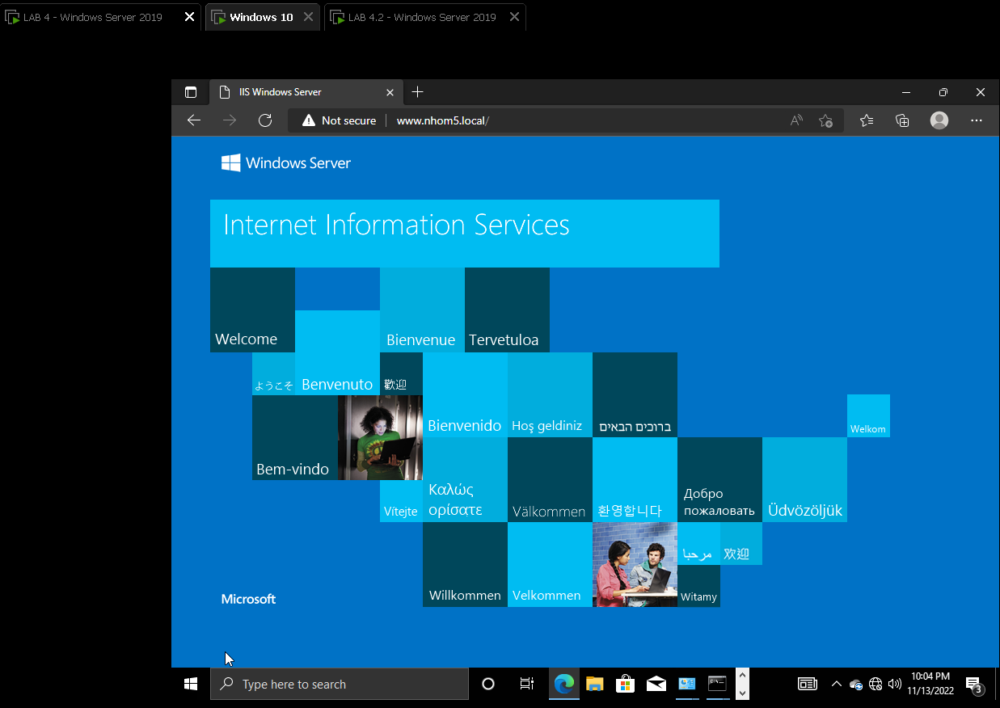 LAB 4 - Windows Server 2019
Windows 10
LAB 4.2 - Windows Server 2019
IIS Windows Server
Not secure
www.nhom5.local/
Windows Server
Internet Information Services
Welcome
Bienvenue
Tervetuloa
ようこそ
Benvenuto
歡迎
Bienvenido
Hoş geldiniz
ברוכים הבאים
Welkom
Bem-vindo
Vítejte
Καλώς
ορίσατε
Välkommen
환영합니다
Добро
пожаловать
Üdvözöljük
مرحبا
欢迎
Willkommen
Velkommen
Witamy
Microsoft
Type here to search
10:04 PM
11/13/2022
3